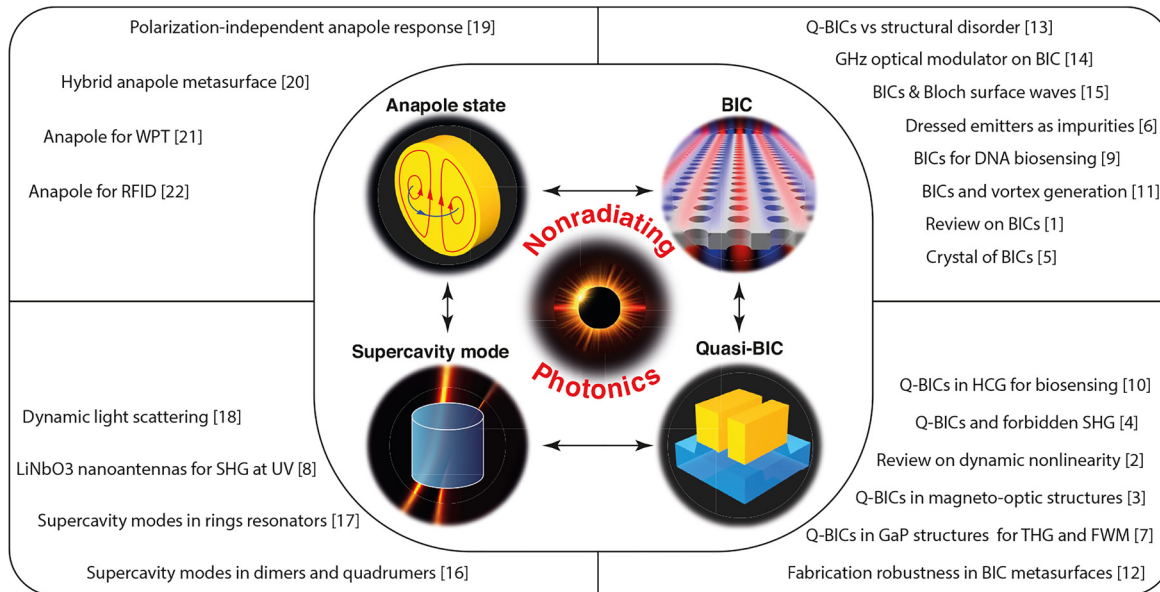 Polarization-independent anapole response [19]
Hybrid anapole metasurface [20]
Anapole for WPT [21]
Anapole for RFID [22]
Q-BICs vs structural disorder [13]
GHz optical modulator on BIC [14]
BICs & Bloch surface waves [15]
Dressed emitters as impurities [6]
BICs for DNA biosensing [9]
BICs and vortex generation [11]
Review on BICs [1]
Crystal of BICs [5]
Anapole state
BIC
Nonradiating
Photonics
Supercavity mode
Quasi-BIC
Dynamic light scattering [18]
LiNbO3 nanoantennas for SHG at UV [8]
Supercavity modes in rings resonators [17]
Supercavity modes in dimers and quadrumers [16]
Q-BICs in HCG for biosensing [10]
Q-BICs and forbidden SHG [4]
Review on dynamic nonlinearity [2]
Q-BICs in magneto-optic structures [3]
Q-BICs in GaP structures for THG and FWM [7]
Fabrication robustness in BIC metasurfaces [12]